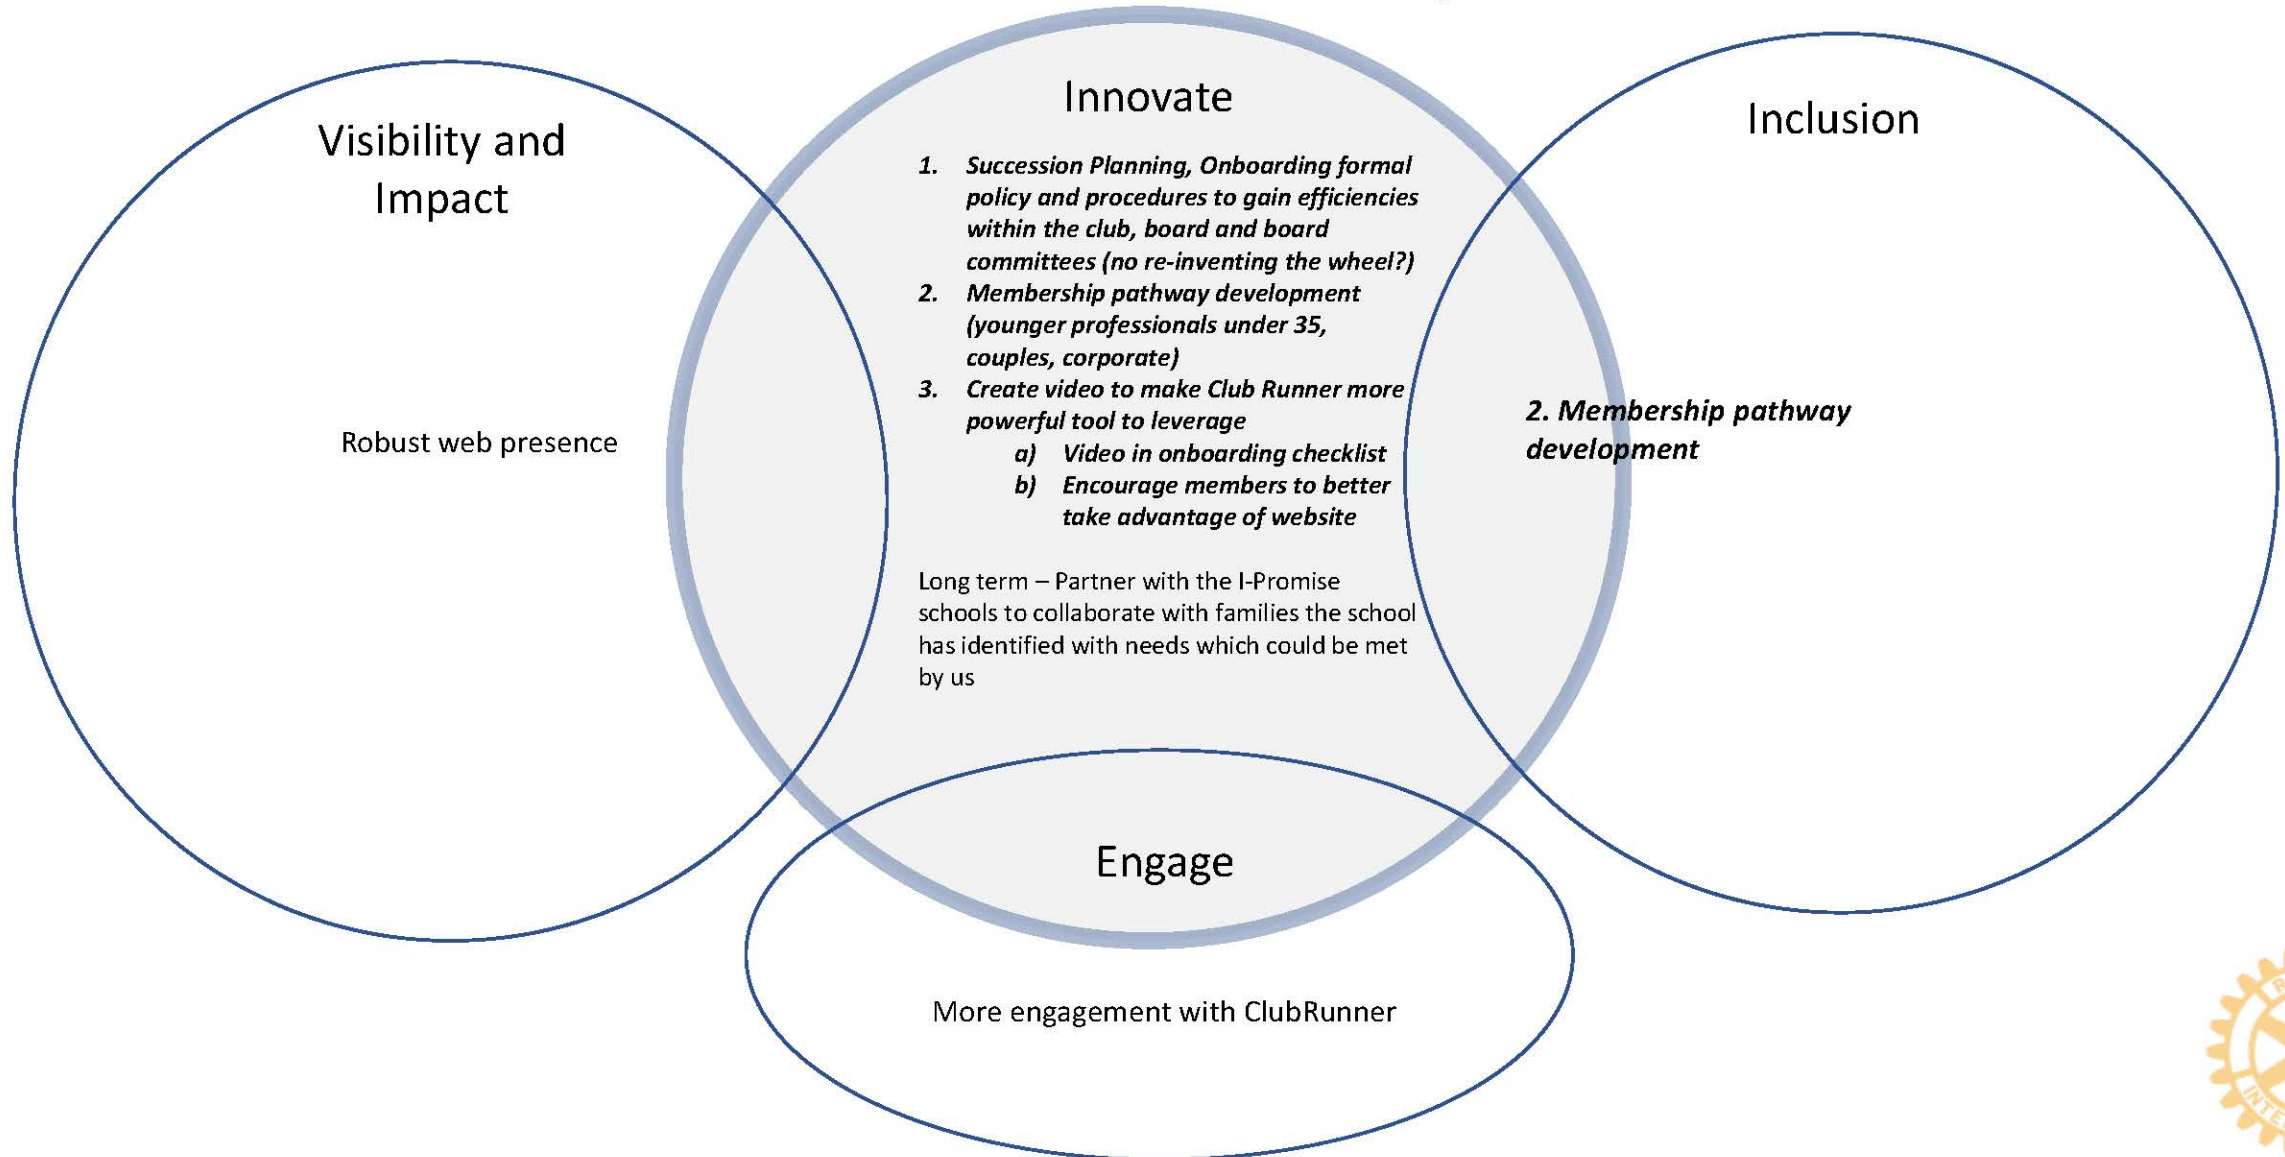 Visibility and
Impact
Robust web presence
Innovate
1. Succession Planning, Onboarding formal
policy and procedures to gain efficiencies
within the club, board and board
committees (no re-inventing the wheel?)
2. Membership pathway development
(younger professionals under 35,
couples, corporate)
3. Create video to make Club Runner more
powerful tool to leverage
a) Video in onboarding checklist
b) Encourage members to better
take advantage of website
Long term – Partner with the I-Promise
schools to collaborate with families the school
has identified with needs which could be met
by us
Inclusion
2. Membership pathway
development
Engage
More engagement with ClubRunner